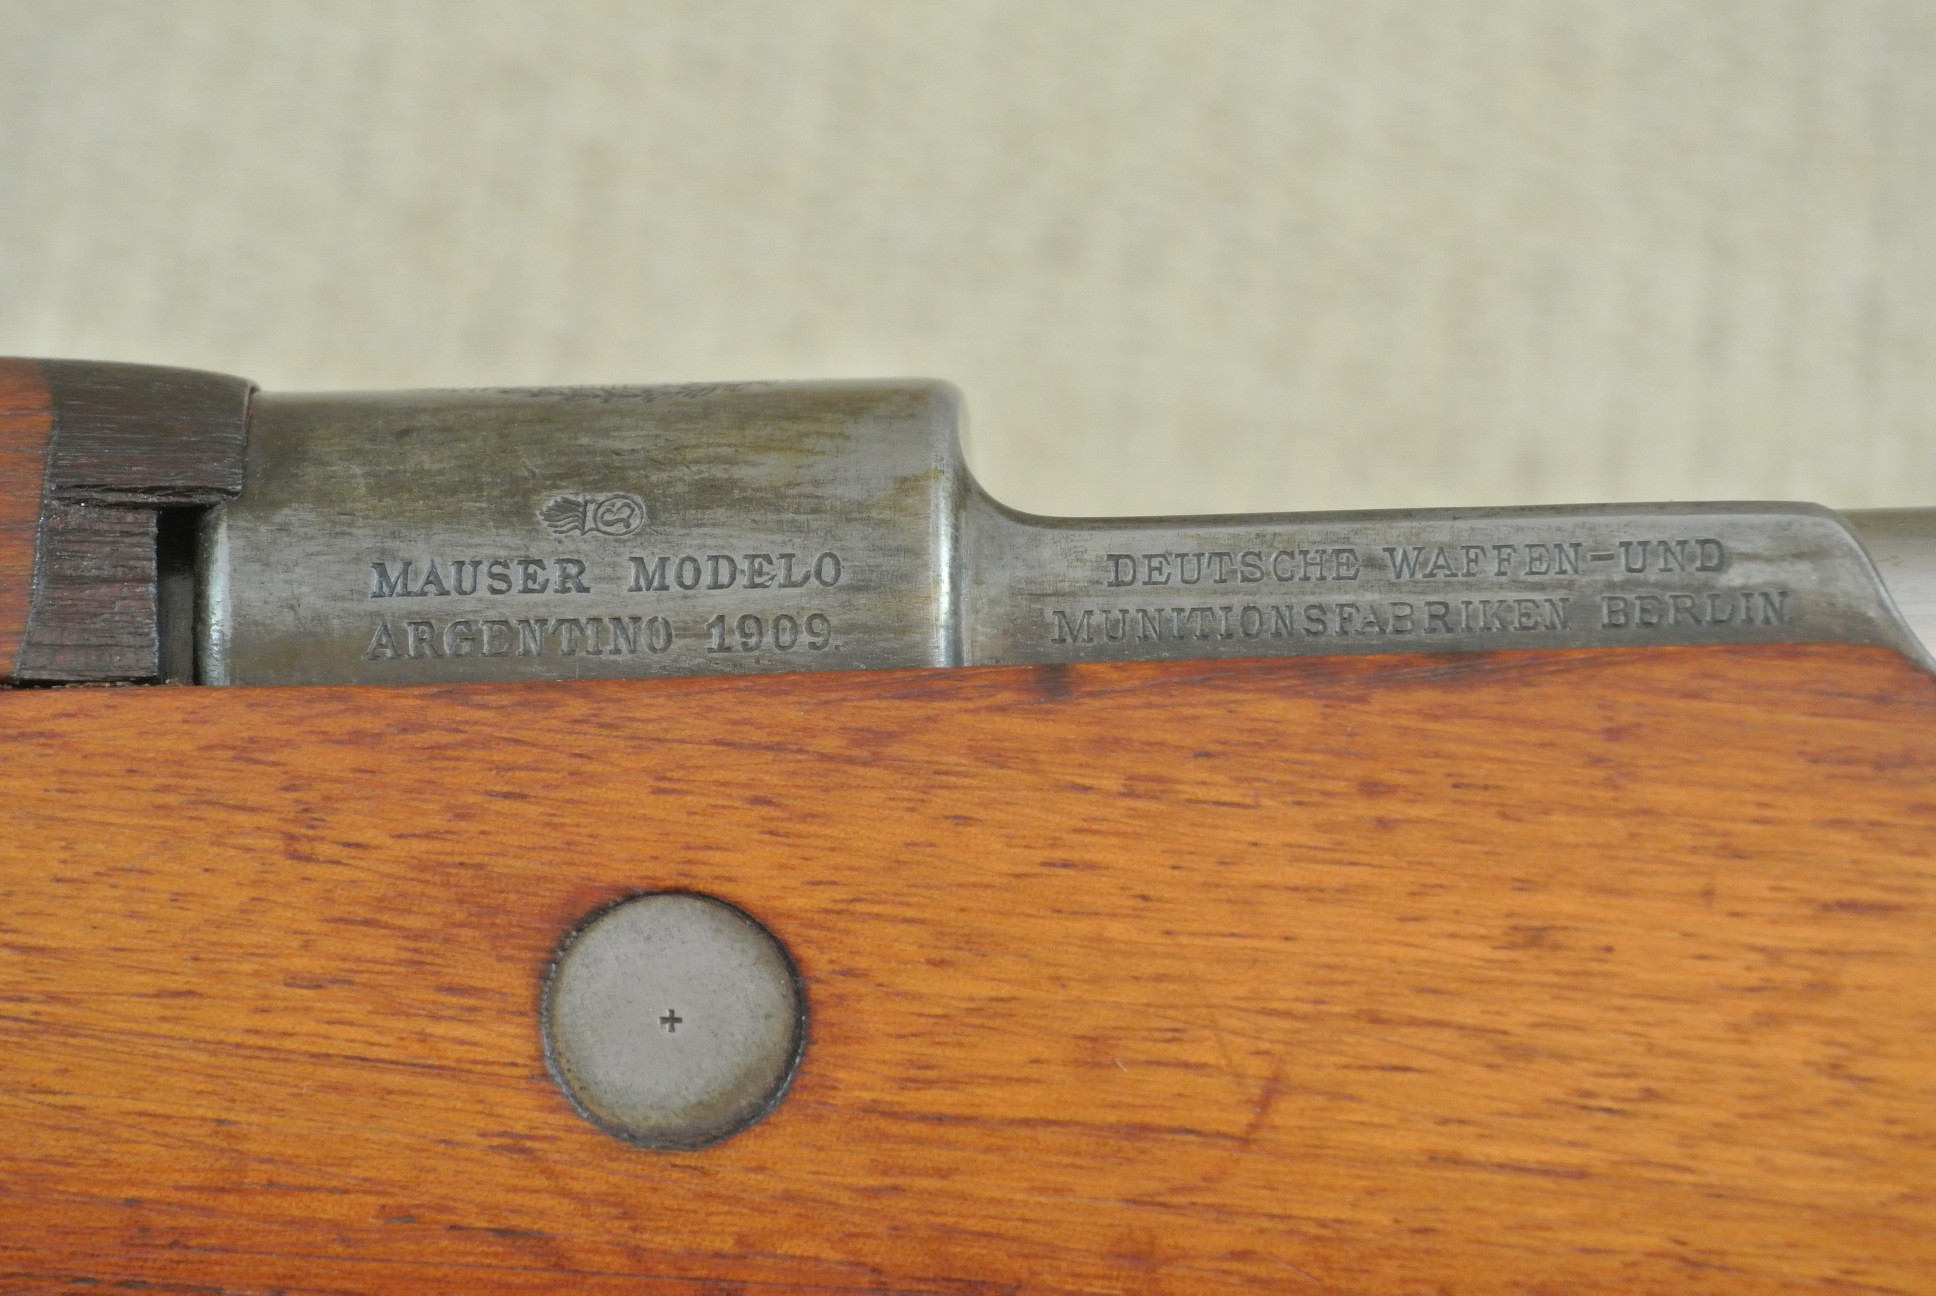 MAUSER MODELO
ARGENTINO 1909.
DEUTSCHE WAFFEN-UND
MUNITIONSFABRIKEN BERLIN.